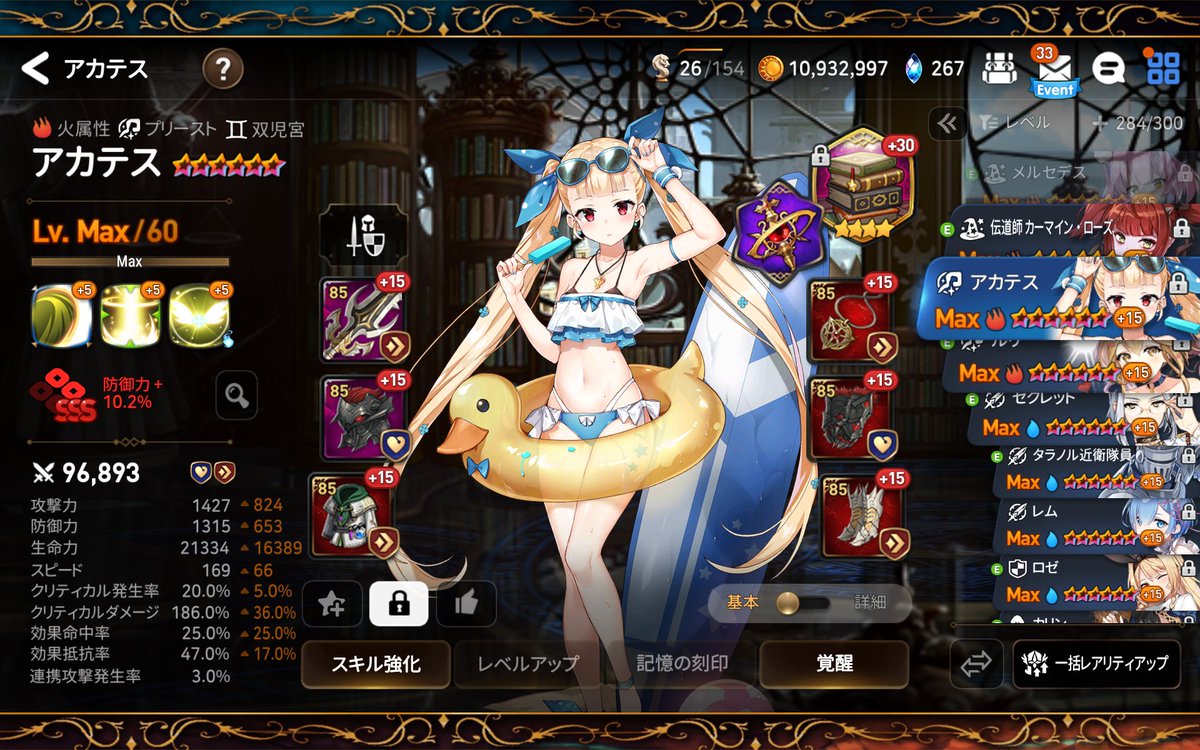 アカテス
?
26/154
10,932,997
267
33
Event
火属性 プリースト 双児宮
アカテス
Lv. Max/60
Max
+5
+5
+5
SSS
防御力 +
10.2%
96,893
攻撃力 1427 824
防御力 1315 653
生命力 21334 16389
スピード 169 66
クリティカル発生率 20.0% 5.0%
クリティカルダメージ 186.0% 36.0%
効果命中率 25.0% 25.0%
効果抵抗率 47.0% 17.0%
連携攻撃発生率 3.0%
85 +15
85 +15
85 +15
+30
85 +15
85 +15
85 +15
基本 詳細
スキル強化
レベルアップ
記憶の刻印
覚醒
レベル
284/300
E メルセデス
E 伝道師 カーマイン・ローズ
アカテス
Max +15
E
Max +15
E セクレット
Max +15
E タラノル近衛隊員
Max +15
レム
Max +15
E ロゼ
Max +15
一括レアリティアップ